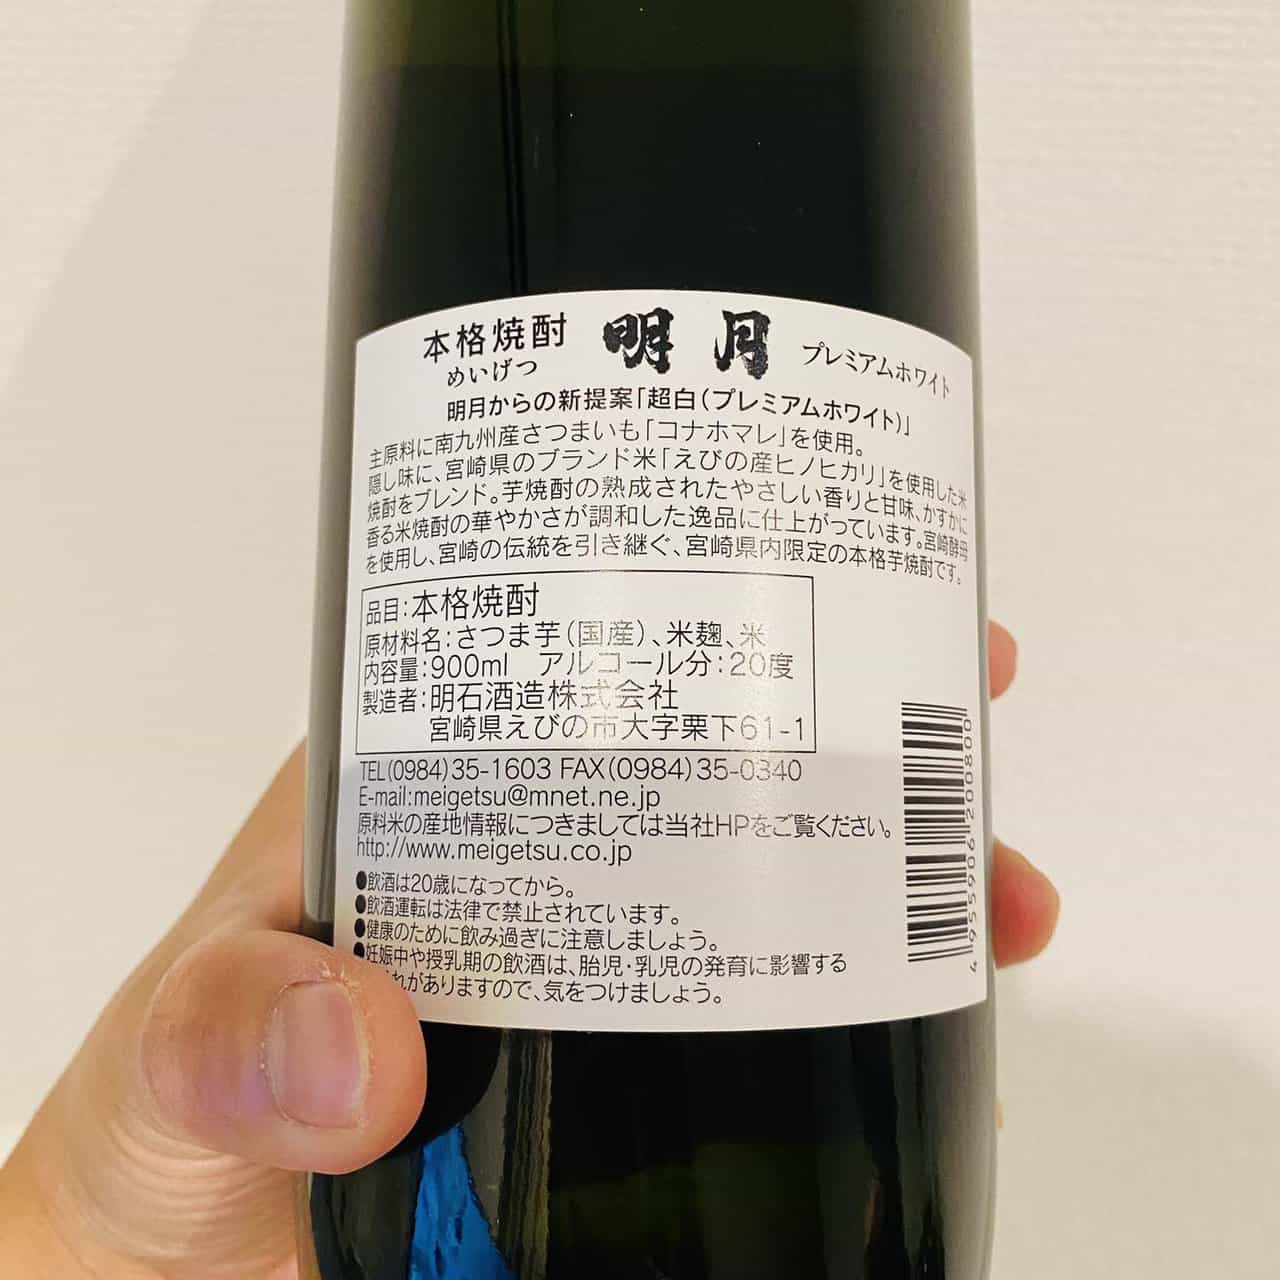 本格焼酎 明月 プレミアムホワイト
めいげつ
明月からの新提案「超白(プレミアムホワイト)」
主原料に南九州産さつまいも「コナホマレ」を使用。
隠し味に、宮崎県のブランド米「えびの産ヒノヒカリ」を使用した米
焼酎をブレンド。芋焼酎の熟成されたやさしい香りと甘味、かすかに
香る米焼酎の華やかさが調和した逸品に仕上がっています。宮崎酵母
を使用し、宮崎の伝統を引き継ぐ、宮崎県内限定の本格芋焼酎です。
品目:本格焼酎
原材料名:さつま芋(国産)、米麹、米
内容量:900ml アルコール分:20度
製造者:明石酒造株式会社
宮崎県えびの市大字栗下61-1
TEL(0984)35-1603 FAX(0984)35-0340
E-mail:meigetsu@mnet.ne.jp
原料米の産地情報につきましては当社HPをご覧ください。
http://www.meigetsu.co.jp
●飲酒は20歳になってから。
●飲酒運転は法律で禁止されています。
●健康のために飲み過ぎに注意しましょう。
●妊娠中や授乳期の飲酒は、胎児・乳児の発育に影響する
れがありますので、気をつけましょう。
4955906200800